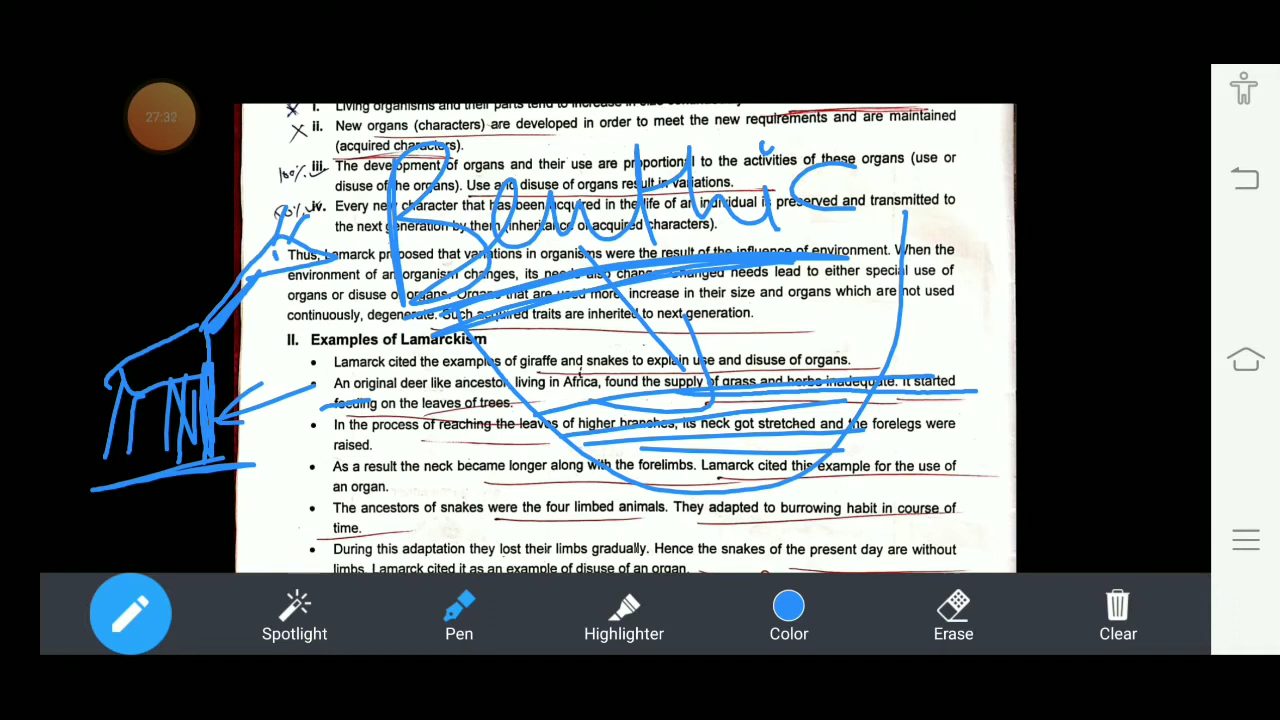 27:32
i. Living organisms and their parts tend to increase in size
ii. New organs (characters) are developed in order to meet the new requirements and are maintained
(acquired characters).
100% iii. The development of organs and their use are proportional to the activities of these organs (use or
disuse of the organs). Use and disuse of organs result in variations.
iv. Every new character that has been acquired in the life of an individual is preserved and transmitted to
the next generation by them (inheritance of acquired characters).
Benthic
Thus, Lamarck proposed that variations in organisms were the result of the influence of environment. When the
environment of an organism changes, its needs also change. Changed needs lead to either special use of
organs or disuse of organs. Organs that are used more, increase in their size and organs which are not used
continuously, degenerate. Such acquired traits are inherited to next generation.
II. Examples of Lamarckism
• Lamarck cited the examples of giraffe and snakes to explain use and disuse of organs.
• An original deer like ancestor, living in Africa, found the supply of grass and herbs inadequate. It started
feeding on the leaves of trees.
• In the process of reaching the leaves of higher branches, its neck got stretched and the forelegs were
raised.
• As a result the neck became longer along with the forelimbs. Lamarck cited this example for the use of
an organ.
• The ancestors of snakes were the four limbed animals. They adapted to burrowing habit in course of
time.
• During this adaptation they lost their limbs gradually. Hence the snakes of the present day are without
limbs. Lamarck cited it as an example of disuse of an organ.
Spotlight Pen Highlighter Color Erase Clear